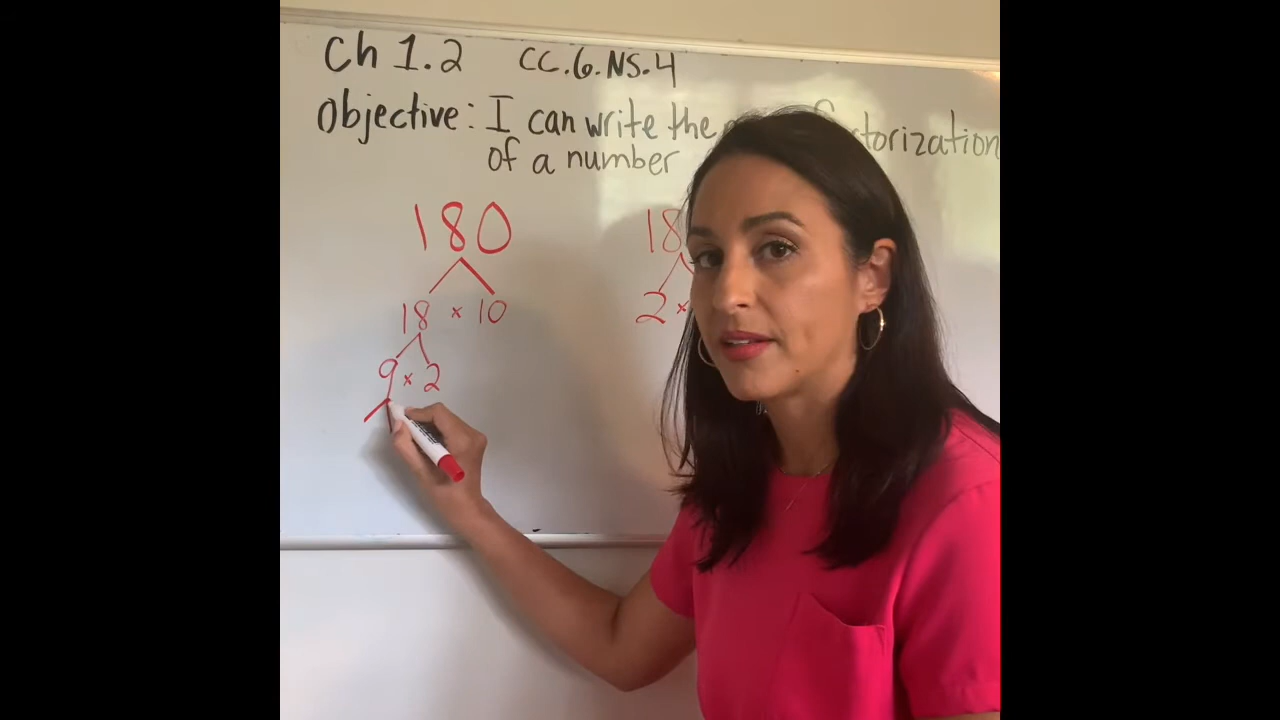 Ch 1.2 CC.6.NS.4
Objective: I can write the
of a number
180 18
18 × 10 2 ×
9 × 2